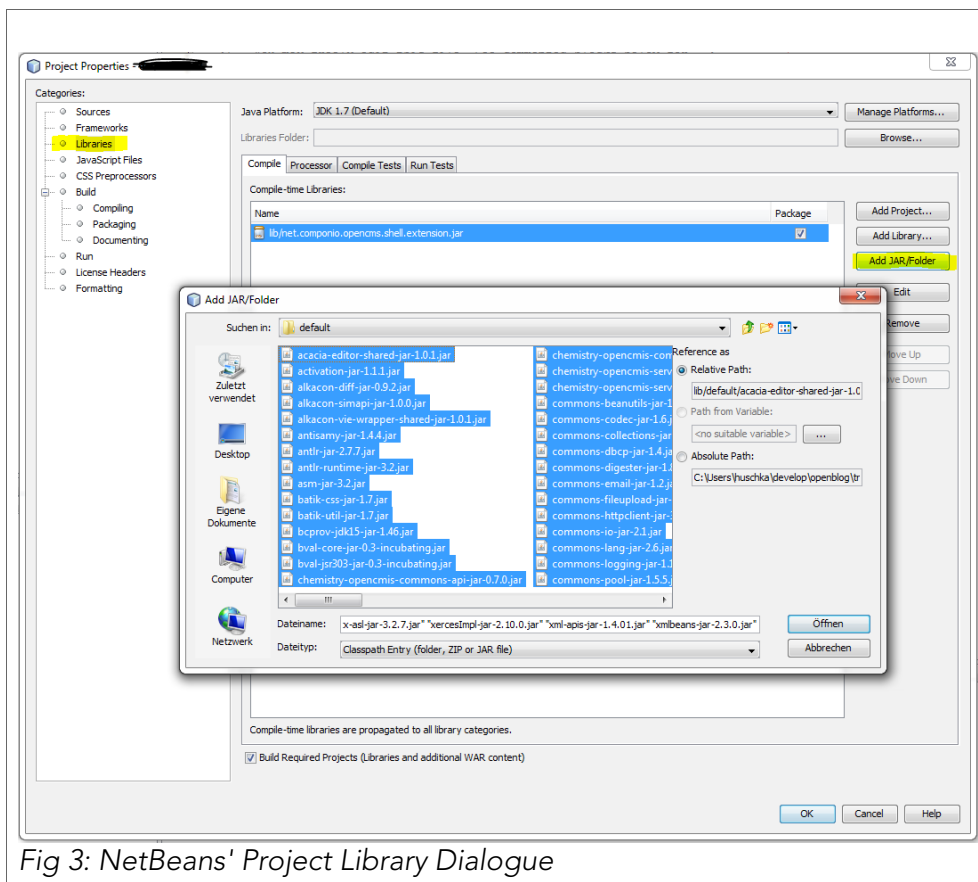 Project Properties -
Categories:
Sources
Frameworks
Libraries
JavaScript Files
CSS Preprocessors
Build
Compiling
Packaging
Documenting
Run
License Headers
Formatting
Java Platform: JDK 1.7 (Default)
Manage Platforms...
Libraries Folder:
Browse...
Compile Processor Compile Tests Run Tests
Compile-time Libraries:
Name Package
lib/net.componio.opencms.shell.extension.jar
Add Project...
Add Library...
Add JAR/Folder
Edit
Remove
Move Up
Move Down
Add JAR/Folder
Suchen in: default
Zuletzt
verwendet
Desktop
Eigene
Dokumente
Computer
Netzwerk
acacia-editor-shared-jar-1.0.1.jar
activation-jar-1.1.1.jar
alkacon-diff-jar-0.9.2.jar
alkacon-simapi-jar-1.0.0.jar
alkacon-vie-wrapper-shared-jar-1.0.1.jar
antisamy-jar-1.4.4.jar
antlr-jar-2.7.7.jar
antlr-runtime-jar-3.2.jar
asm-jar-3.2.jar
batik-css-jar-1.7.jar
batik-util-jar-1.7.jar
bcprov-jdk15-jar-1.46.jar
bval-core-jar-0.3-incubating.jar
bval-jsr303-jar-0.3-incubating.jar
chemistry-opencmis-commons-api-jar-0.7.0.jar
chemistry-opencmis-com
chemistry-opencmis-serv
chemistry-opencmis-serv
commons-beanutils-jar-1
commons-codec-jar-1.6.j
commons-collections-jar
commons-dbcp-jar-1.4.ja
commons-digester-jar-1.8
commons-email-jar-1.2.ja
commons-fileupload-jar-
commons-httpclient-jar-3
commons-io-jar-2.1.jar
commons-lang-jar-2.6.jar
commons-logging-jar-1.1
commons-pool-jar-1.5.5.j
Reference as
Relative Path:
lib/default/acacia-editor-shared-jar-1.0
Path from Variable:
<no suitable variable> ...
Absolute Path:
C:\Users\huschka\develop\openblog\tr
Dateiname: x-asl-jar-3.2.7.jar" "xercesImpl-jar-2.10.0.jar" "xml-apis-jar-1.4.01.jar" "xmlbeans-jar-2.3.0.jar"
Öffnen
Dateityp: Classpath Entry (folder, ZIP or JAR file)
Abbrechen
Compile-time libraries are propagated to all library categories.
Build Required Projects (Libraries and additional WAR content)
OK Cancel Help
Fig 3: NetBeans' Project Library Dialogue